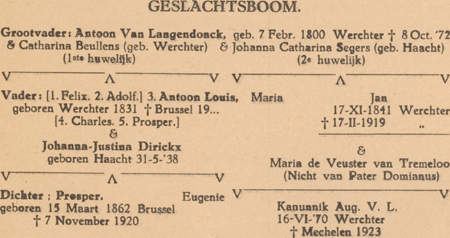 GESLACHTSBOOM.
Grootvader: Antoon Van Langendonck, geb. 7 Febr. 1800 Werchter † 8 Oct. '72
& Catharina Beullens (geb. Werchter) & Johanna Catharina Segers (geb. Haacht)
(1ste huwelijk) (2e huwelijk)
Vader: [1. Felix. 2. Adolf.] 3. Antoon Louis, Maria
geboren Werchter 1831 † Brussel 19...
[4. Charles. 5. Prosper.]
&
Johanna-Justina Dirickx
geboren Haacht 31-5-'38
Jan
17-XI-1841 Werchter
† 17-II-1919 „
&
Maria de Veuster van Tremeloo
(Nicht van Pater Domianus)
Dichter: Prosper. Eugenie
geboren 15 Maart 1862 Brussel
† 7 November 1920
Kanunnik Aug. V. L.
16-VI-'70 Werchter
† Mechelen 1923